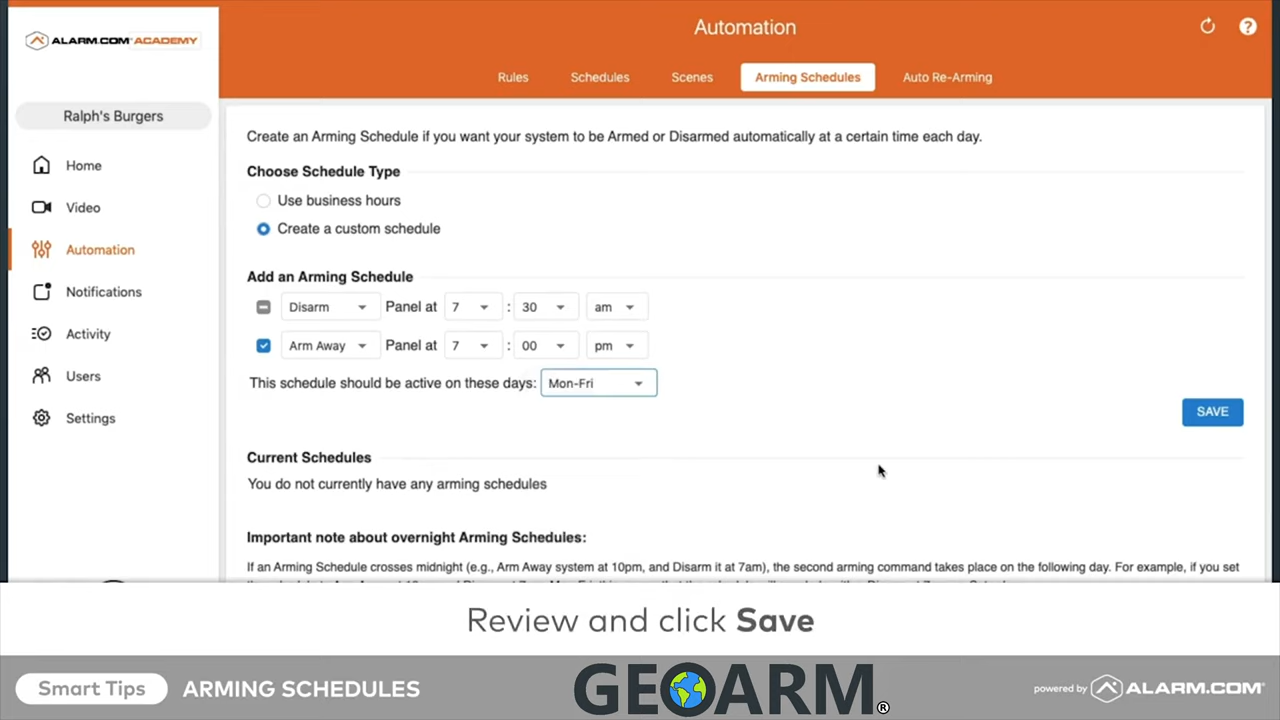 ALARM.COM ACADEMY
Automation
Rules Schedules Scenes Arming Schedules Auto Re-Arming
Ralph's Burgers
Home
Video
Automation
Notifications
Activity
Users
Settings
Create an Arming Schedule if you want your system to be Armed or Disarmed automatically at a certain time each day.
Choose Schedule Type
Use business hours
Create a custom schedule
Add an Arming Schedule
Disarm Panel at 7 : 30 am
Arm Away Panel at 7 : 00 pm
This schedule should be active on these days: Mon-Fri
SAVE
Current Schedules
You do not currently have any arming schedules
Important note about overnight Arming Schedules:
If an Arming Schedule crosses midnight (e.g., Arm Away system at 10pm, and Disarm it at 7am), the second arming command takes place on the following day. For example, if you set
Review and click Save
Smart Tips ARMING SCHEDULES
GEOARM®
powered by ALARM.COM®